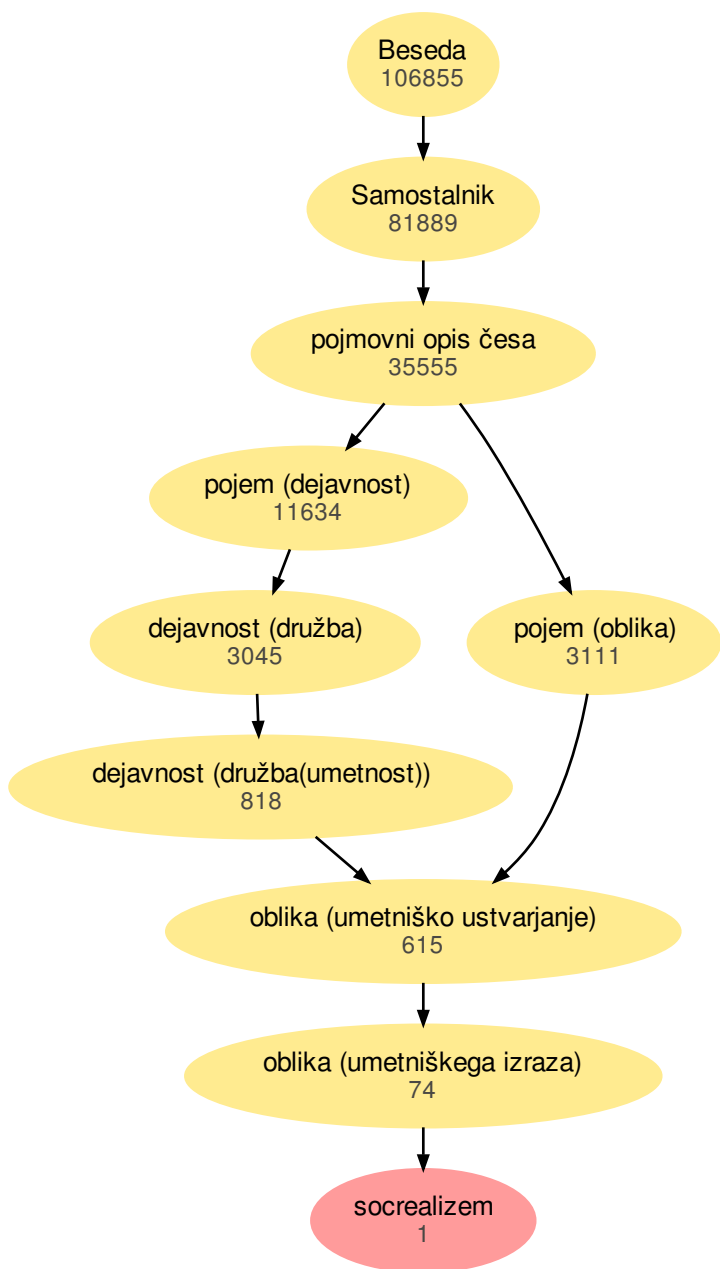 Beseda
106855
Samostalnik
81889
pojmovni opis česa
35555
pojem (dejavnost)
11634
dejavnost (družba)
3045
pojem (oblika)
3111
dejavnost (družba(umetnost))
818
oblika (umetniško ustvarjanje)
615
oblika (umetniškega izraza)
74
socrealizem
1